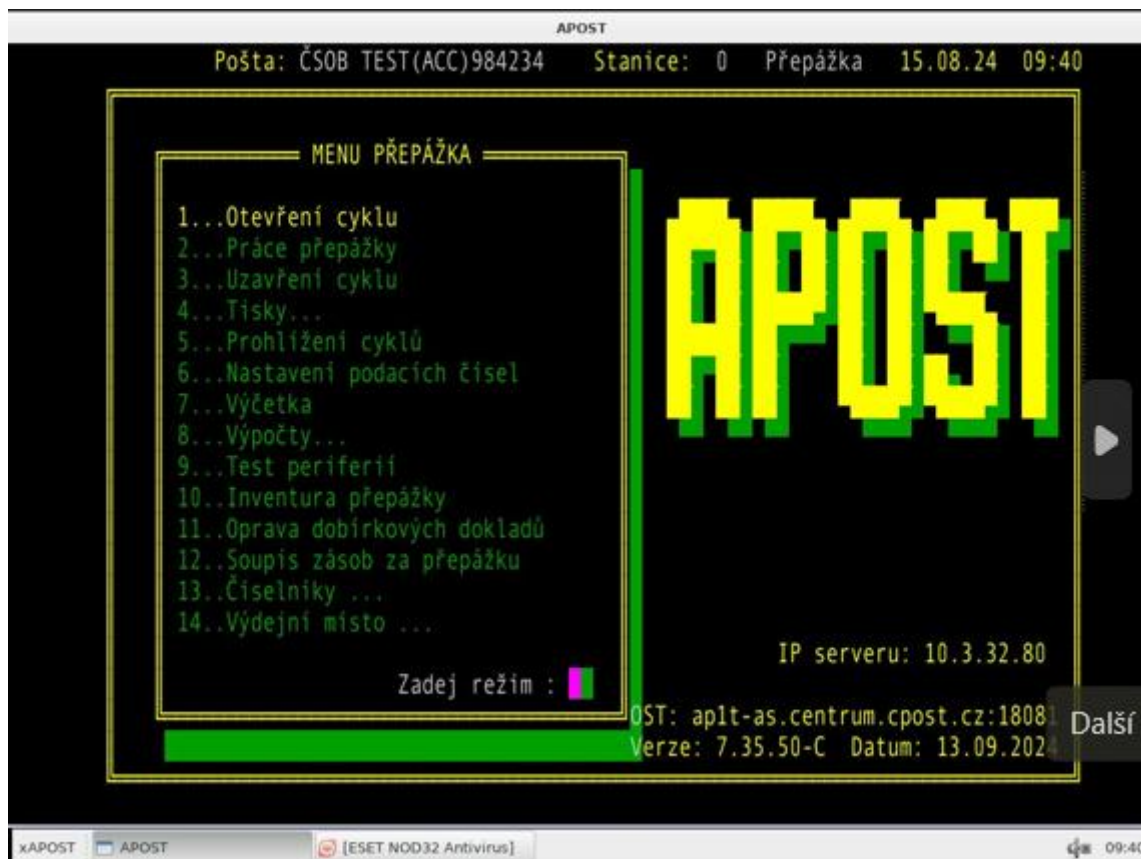 APOST
Pošta: ČSOB TEST(ACC)984234 Stanice: 0 Přepážka 15.08.24 09:40
MENU PŘEPÁŽKA
1...Otevření cyklu
2...Práce přepážky
3...Uzavření cyklu
4...Tisky...
5...Prohlížení cyklů
6...Nastavení podacích čísel
7...Výčetka
8...Výpočty...
9...Test periferií
10..Inventura přepážky
11..Oprava dobírkových dokladů
12..Soupis zásob za přepážku
13..Číselníky ...
14..Výdejní místo ...
Zadej režim :
APOST
IP serveru: 10.3.32.80
OST: ap1t-as.centrum.cpost.cz:18081
Verze: 7.35.50-C Datum: 13.09.2024
Další
xAPOST APOST [ESET NOD32 Antivirus] 09:40